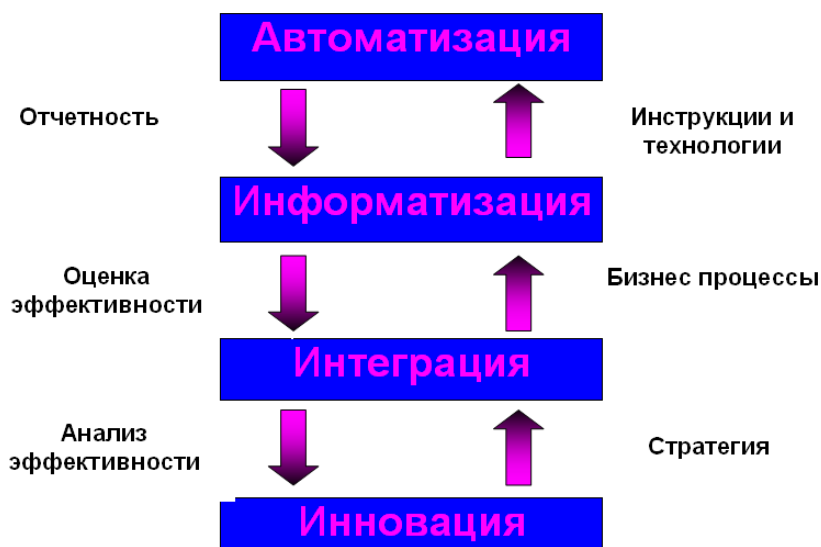 Автоматизация
Отчетность
Инструкции и
технологии
Информатизация
Оценка
эффективности
Бизнес процессы
Интеграция
Анализ
эффективности
Стратегия
Инновация